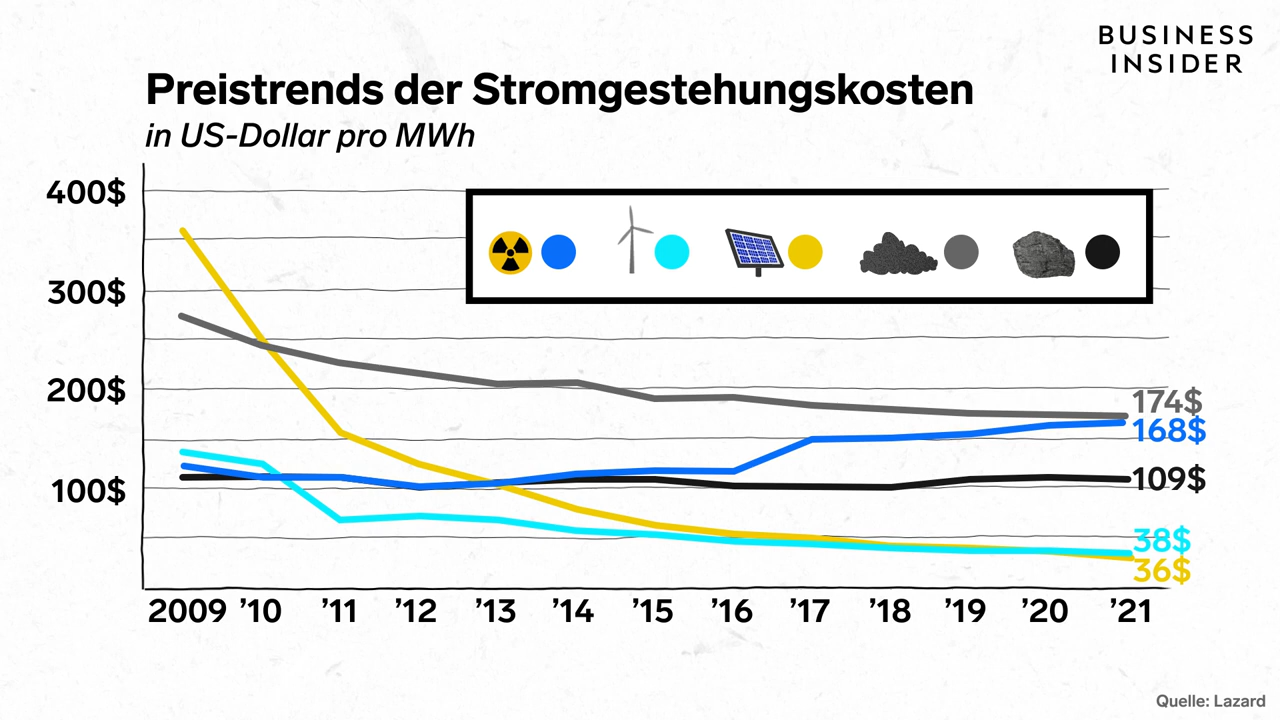 BUSINESS
INSIDER
Preistrends der Stromgestehungskosten
in US-Dollar pro MWh
400$
300$
200$
100$
174$
168$
109$
38$
36$
2009 ’10 ’11 ’12 ’13 ’14 ’15 ’16 ’17 ’18 ’19 ’20 ’21
Quelle: Lazard